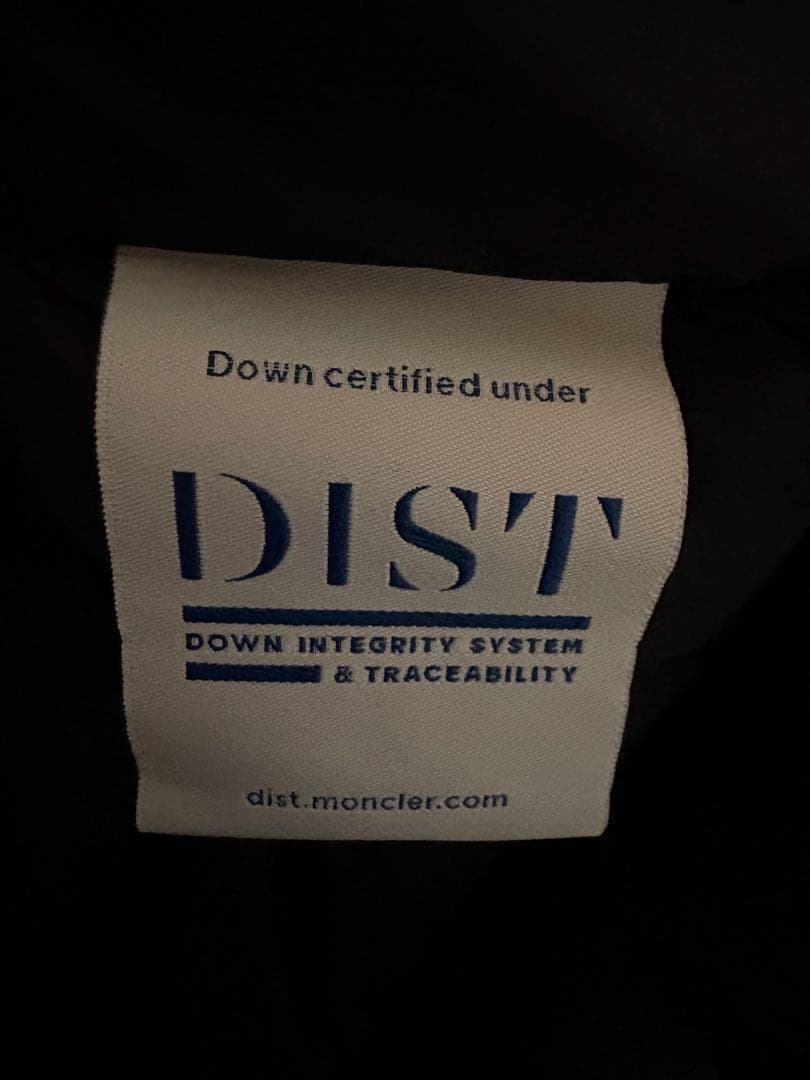 Down certified under
DIST
DOWN INTEGRITY SYSTEM
& TRACEABILITY
dist.moncler.com